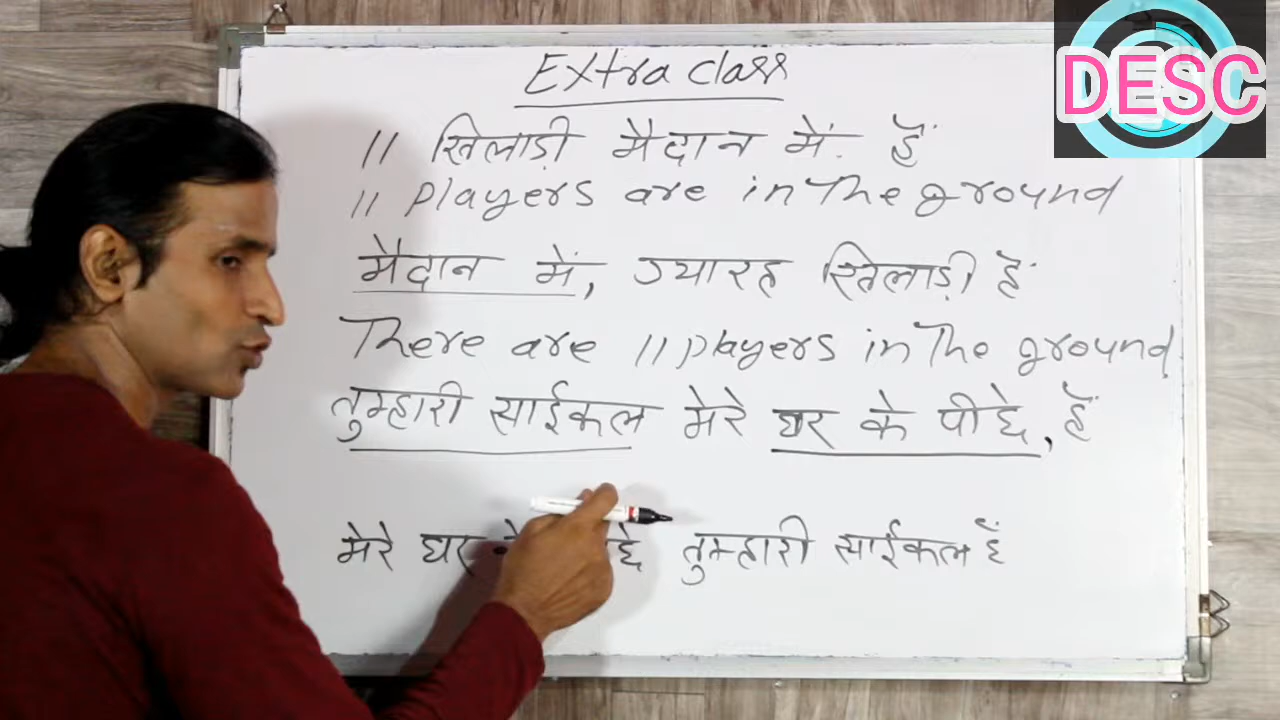 Extra class
DESC
11 खिलाड़ी मैदान में हैं
11 players are in the ground
मैदान में, ग्यारह खिलाड़ी हैं
There are 11 players in the ground
तुम्हारी साईकल मेरे घर के पीछे, हैं
मेरे घर तुम्हारी साईकल हैं